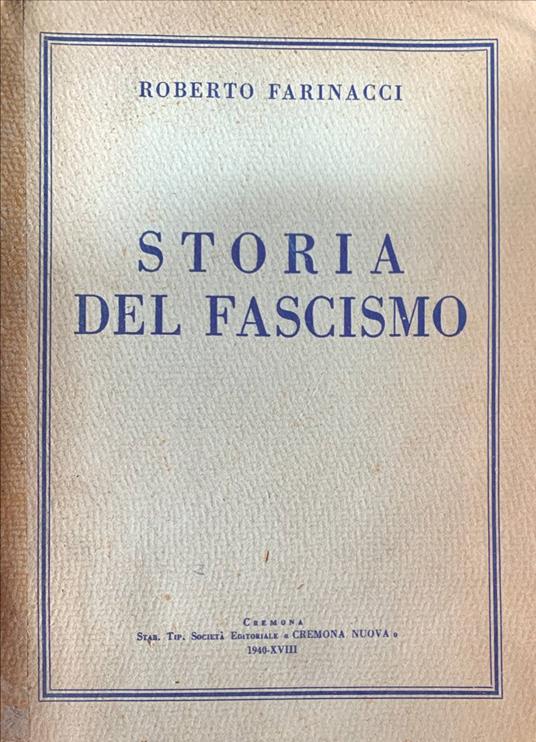 ROBERTO FARINACCI
STORIA
DEL FASCISMO
CREMONA
STAB. TIP. SOCIETÀ EDITORIALE « CREMONA NUOVA »
1940-XVIII